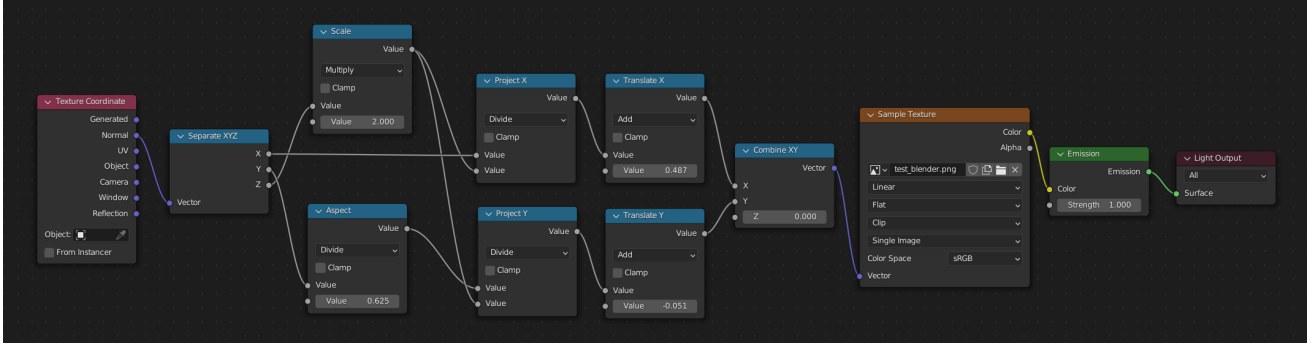 Texture Coordinate
Generated
Normal
UV
Object
Camera
Window
Reflection
Object:
From Instancer
Separate XYZ
X
Y
Z
Vector
Scale
Value
Multiply
Clamp
Value
Value 2.000
Aspect
Value
Divide
Clamp
Value
Value 0.625
Project X
Value
Divide
Clamp
Value
Value
Project Y
Value
Divide
Clamp
Value
Value
Translate X
Value
Add
Clamp
Value
Value 0.487
Translate Y
Value
Add
Clamp
Value
Value -0.051
Combine XY
Vector
X
Y
Z 0.000
Sample Texture
Color
Alpha
test_blender.png
Linear
Flat
Clip
Single Image
Color Space sRGB
Vector
Emission
Emission
Color
Strength 1.000
Light Output
All
Surface